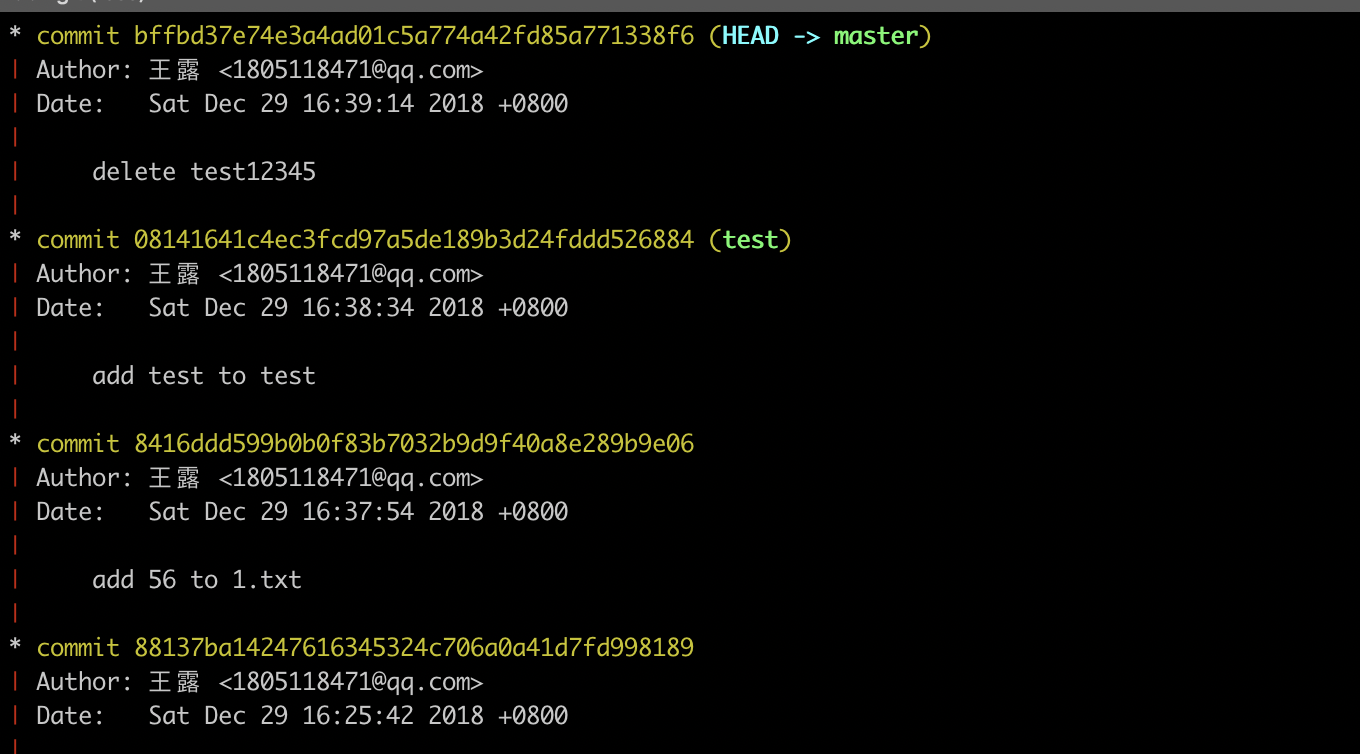 * commit bffbd37e74e3a4ad01c5a774a42fd85a771338f6 (HEAD -> master)
| Author: 王露 <1805118471@qq.com>
| Date:   Sat Dec 29 16:39:14 2018 +0800
|
|     delete test12345
|
* commit 08141641c4ec3fcd97a5de189b3d24fddd526884 (test)
| Author: 王露 <1805118471@qq.com>
| Date:   Sat Dec 29 16:38:34 2018 +0800
|
|     add test to test
|
* commit 8416ddd599b0b0f83b7032b9d9f40a8e289b9e06
| Author: 王露 <1805118471@qq.com>
| Date:   Sat Dec 29 16:37:54 2018 +0800
|
|     add 56 to 1.txt
|
* commit 88137ba14247616345324c706a0a41d7fd998189
| Author: 王露 <1805118471@qq.com>
| Date:   Sat Dec 29 16:25:42 2018 +0800
|